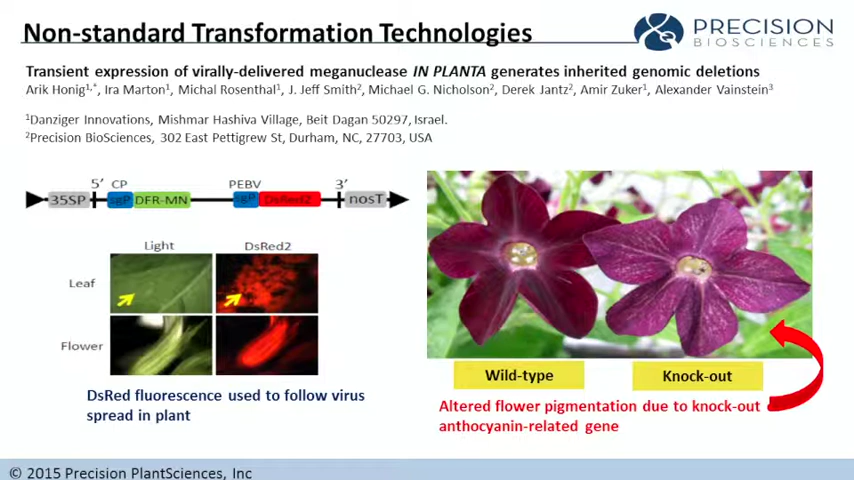 Non-standard Transformation Technologies
PRECISION
BIOSCIENCES
Transient expression of virally-delivered meganuclease IN PLANTA generates inherited genomic deletions
Arik Honig1,*, Ira Marton1, Michal Rosenthal1, J. Jeff Smith2, Michael G. Nicholson2, Derek Jantz2, Amir Zuker1, Alexander Vainstein3
1Danziger Innovations, Mishmar Hashiva Village, Beit Dagan 50297, Israel.
2Precision BioSciences, 302 East Pettigrew St, Durham, NC, 27703, USA
5' CP PEBV 3'
35SP sgP DFR-MN sgP DsRed2 nosT
Light DsRed2
Leaf
Flower
DsRed fluorescence used to follow virus
spread in plant
Wild-type Knock-out
Altered flower pigmentation due to knock-out
anthocyanin-related gene
© 2015 Precision PlantSciences, Inc